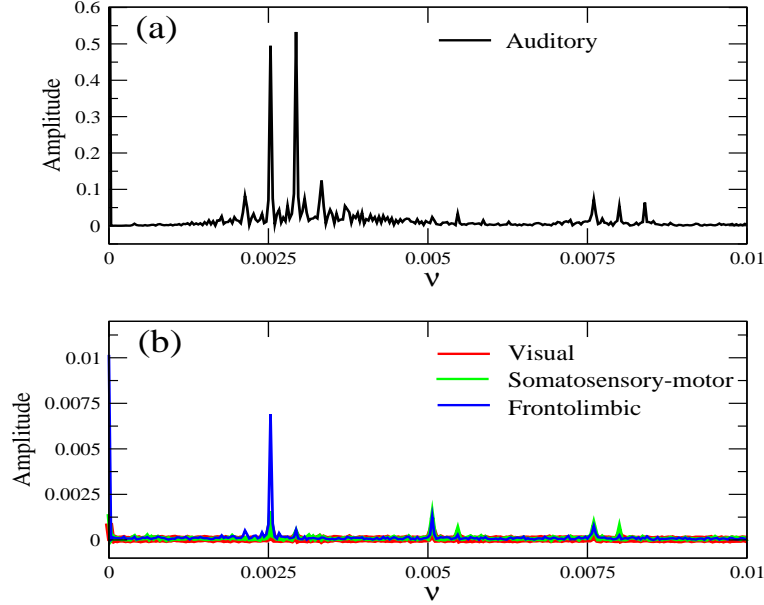 (a)
Auditory
Amplitude
0.6
0.5
0.4
0.3
0.2
0.1
0
0 0.0025 0.005 0.0075 0.01
ν
(b)
Visual
Somatosensory-motor
Frontolimbic
Amplitude
0.01
0.0075
0.005
0.0025
0
0 0.0025 0.005 0.0075 0.01
ν